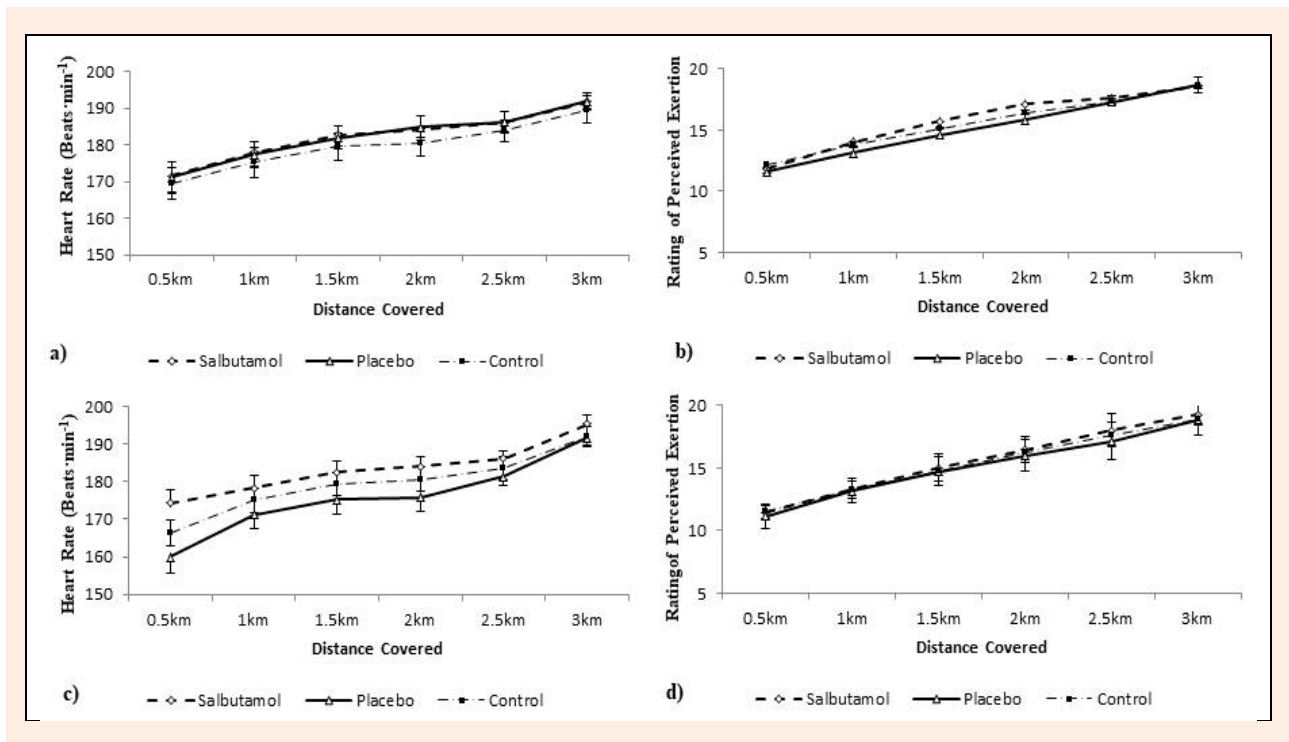 Heart Rate (Beats·min-1)
200
190
180
170
160
150
0.5km 1km 1.5km 2km 2.5km 3km
Distance Covered
a)
Salbutamol Placebo Control
Rating of Perceived Exertion
20
15
10
5
0.5km 1km 1.5km 2km 2.5km 3km
Distance Covered
b)
Salbutamol Placebo Control
Heart Rate (Beats·min-1)
200
190
180
170
160
150
0.5km 1km 1.5km 2km 2.5km 3km
Distance Covered
c)
Salbutamol Placebo Control
Ratingof Perceived Exertion
20
15
10
5
0.5km 1km 1.5km 2km 2.5km 3km
Distance Covered
d)
Salbutamol Placebo Control